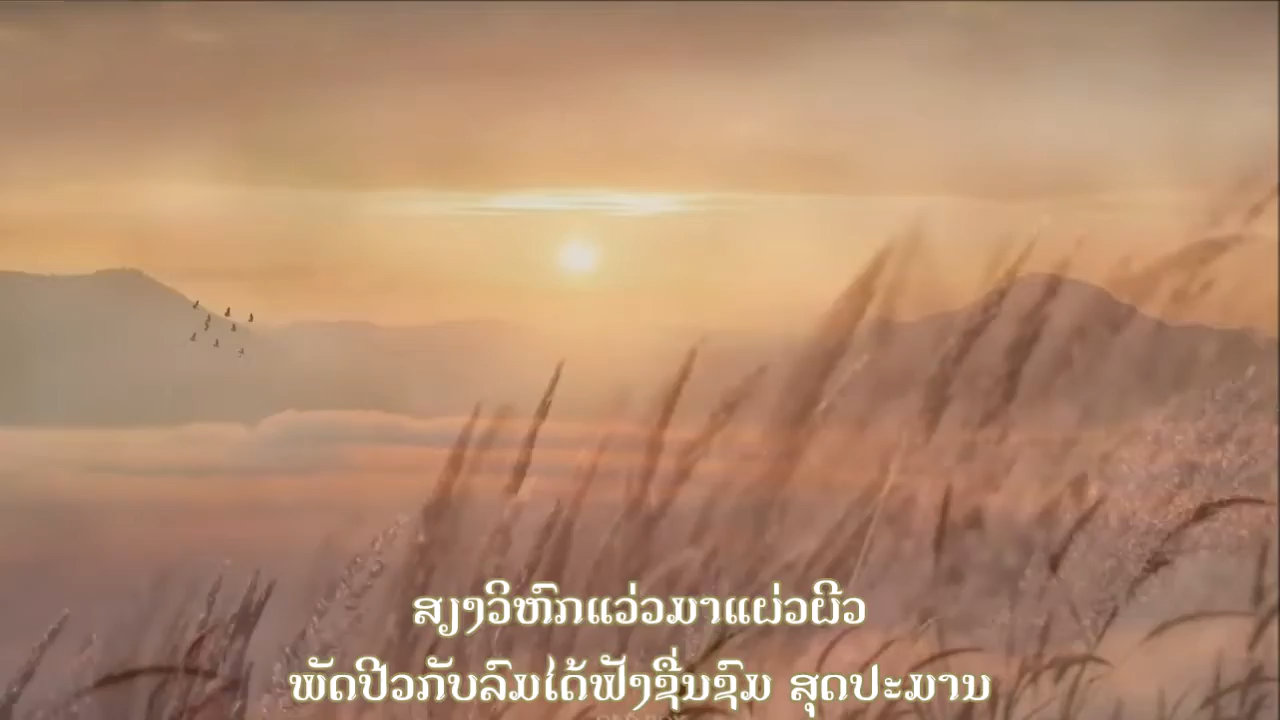 ສຽງວິຫົກແວ່ວມາແຜ່ວຜີວ
ພັດປີວກັບລົມໄດ້ຟັງຊື່ນຊົມ ສຸດປະມານ